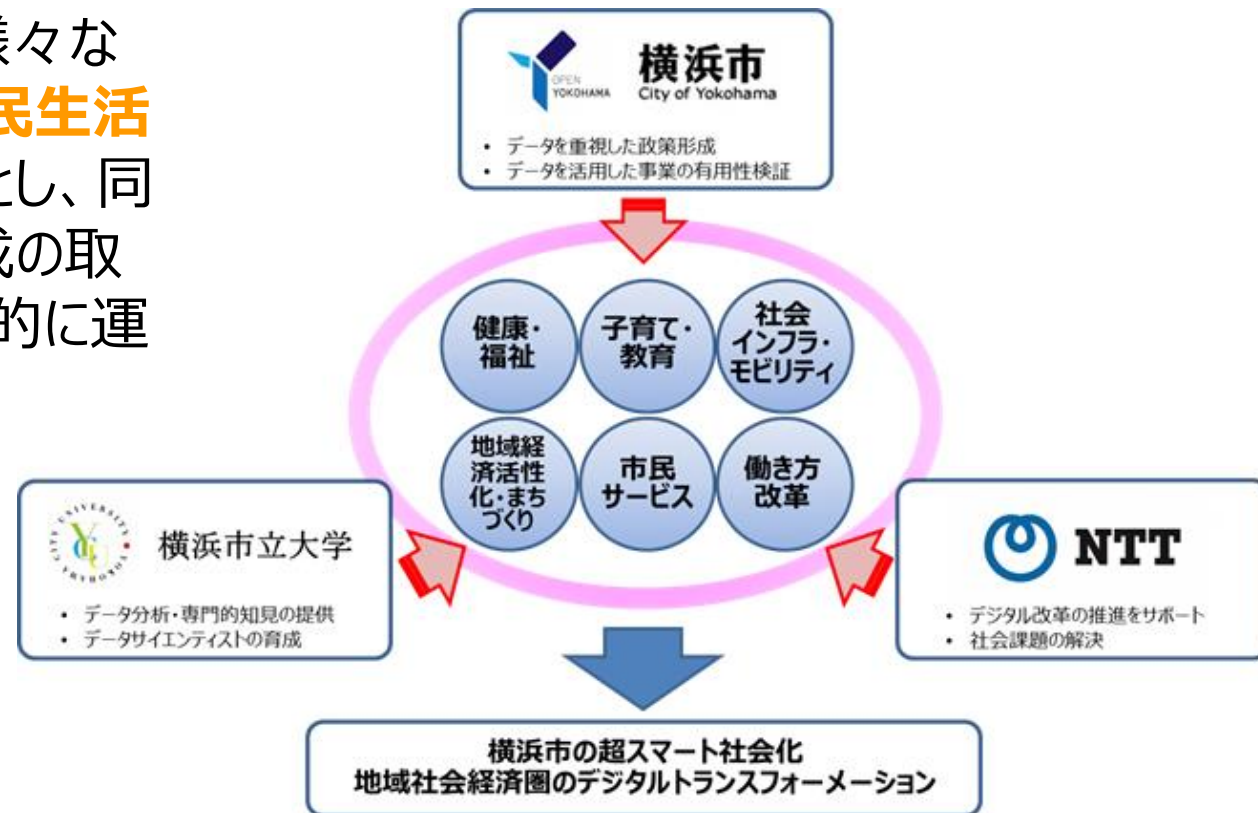 様々な
民生活
とし、同
成の取
的に運
OPEN
YOKOHAMA
横浜市
City of Yokohama
• データを重視した政策形成
• データを活用した事業の有用性検証
健康・
福祉
子育て・
教育
社会
インフラ・
モビリティ
地域経
済活性
化・まち
づくり
市民
サービス
働き方
改革
YOKOHAMA CITY UNIVERSITY
YCU
横浜市立大学
• データ分析・専門的知見の提供
• データサイエンティストの育成
NTT
• デジタル改革の推進をサポート
• 社会課題の解決
横浜市の超スマート社会化
地域社会経済圏のデジタルトランスフォーメーション